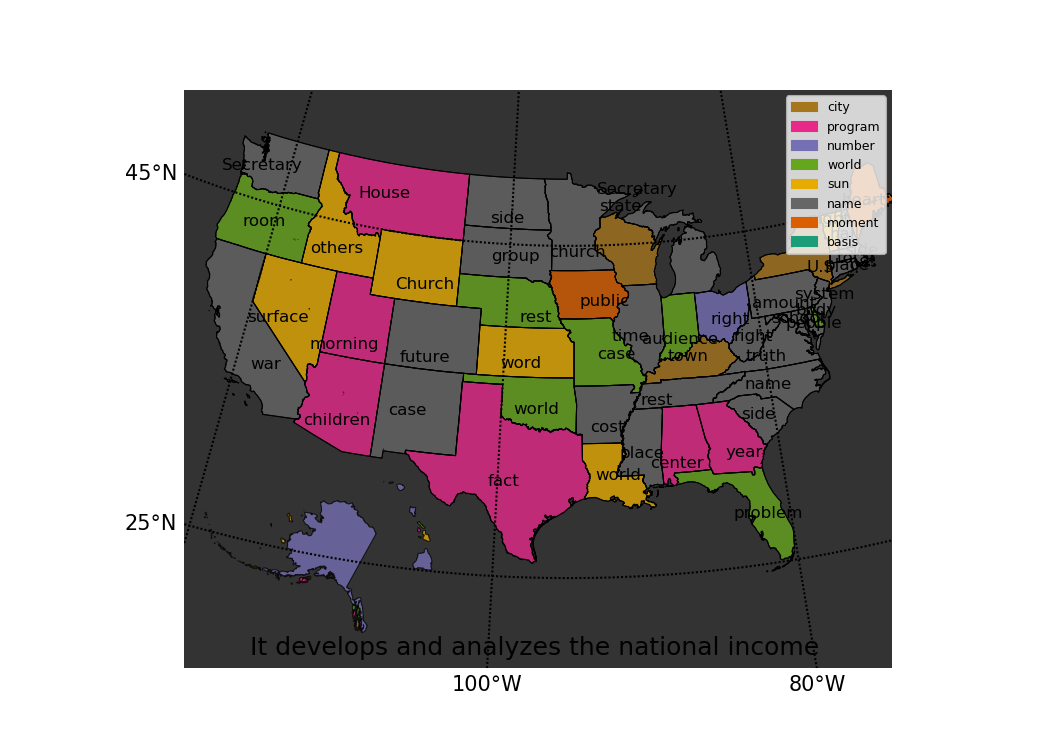 city
program
number
world
sun
name
moment
basis
45°N
25°N
100°W
80°W
Secretary
House
Secretary
state
side
room
others
group
church
Church
public
rest
surface
morning
future
word
time
case
audience
town
right
right
amount
system
body
people
truth
war
children
case
world
rest
name
cost
side
place
center
year
fact
world
problem
U.S.
It develops and analyzes the national income